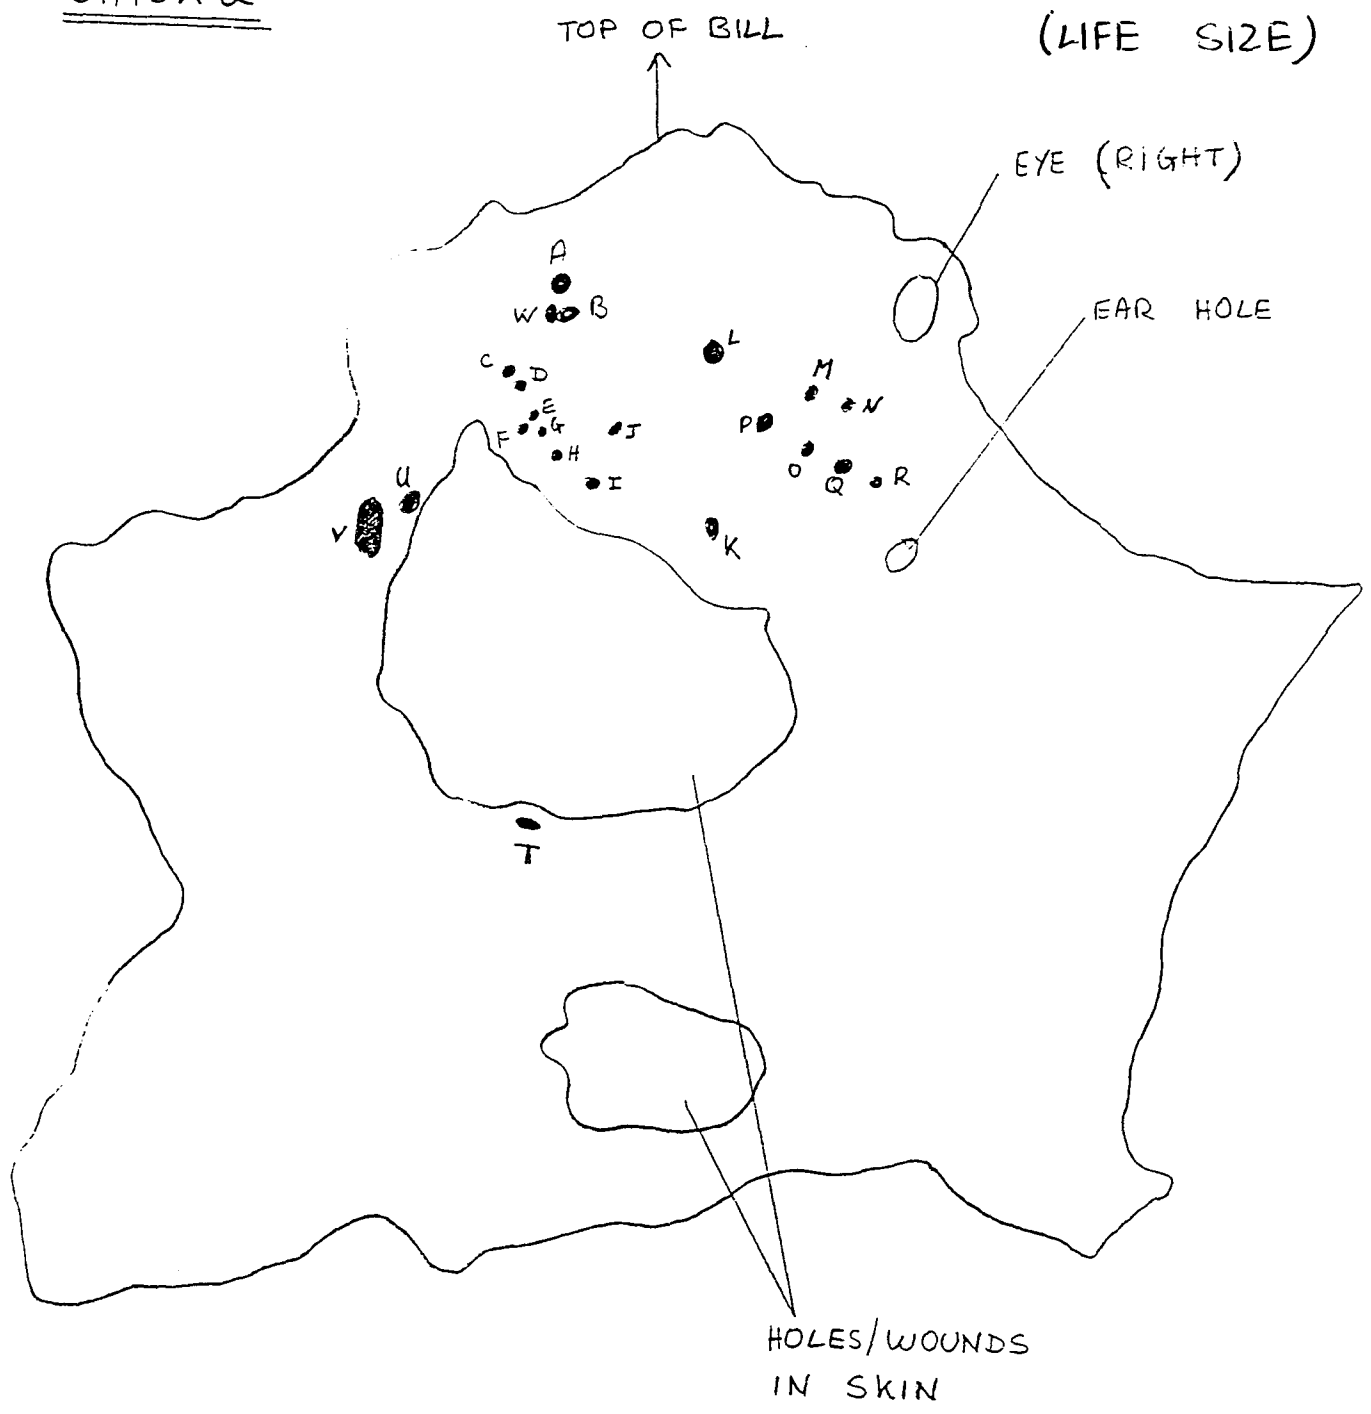 TOP OF BILL
(LIFE SIZE)
EYE (RIGHT)
A
EAR HOLE
W B
L
C
D
M
E
N
F G
J
P
H
O
Q
R
I
U
V
K
T
HOLES/WOUNDS
IN SKIN